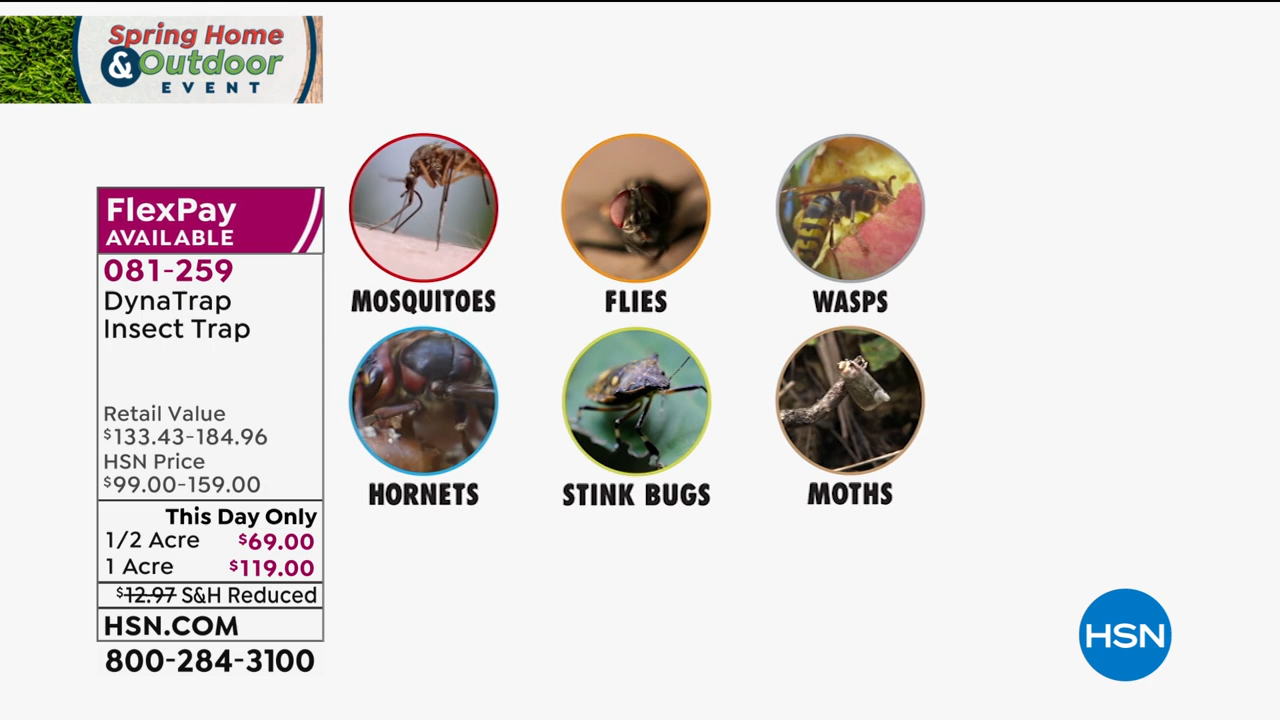 Spring Home
&Outdoor
EVENT
FlexPay
AVAILABLE
081-259
DynaTrap
Insect Trap
Retail Value
$133.43-184.96
HSN Price
$99.00-159.00
This Day Only
1/2 Acre $69.00
1 Acre $119.00
$12.97 S&H Reduced
HSN.COM
800-284-3100
MOSQUITOES FLIES WASPS
HORNETS STINK BUGS MOTHS
HSN